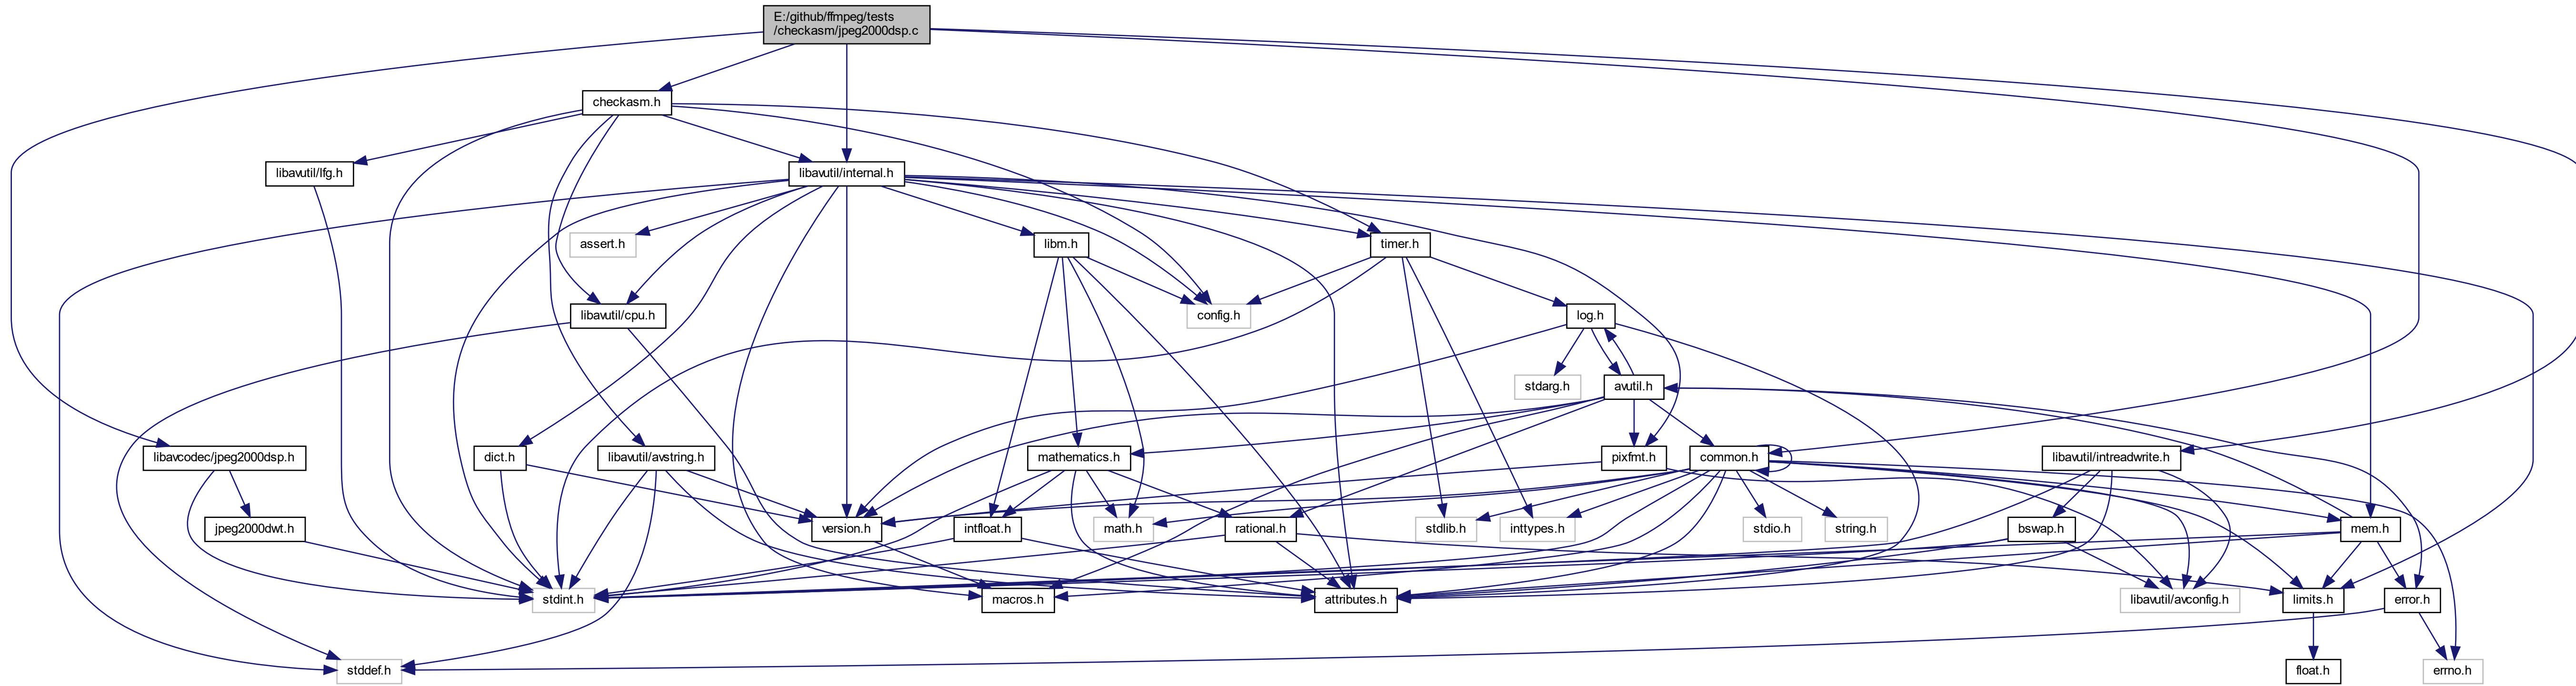 E:/github/ffmpeg/tests
/checkasm/jpeg2000dsp.c
checkasm.h
libavutil/lfg.h
libavutil/internal.h
assert.h
libm.h
timer.h
libavutil/cpu.h
config.h
log.h
stdarg.h
avutil.h
libavcodec/jpeg2000dsp.h
dict.h
libavutil/avstring.h
mathematics.h
pixfmt.h
common.h
libavutil/intreadwrite.h
jpeg2000dwt.h
version.h
intfloat.h
math.h
rational.h
stdlib.h
inttypes.h
stdio.h
string.h
bswap.h
mem.h
stdint.h
macros.h
attributes.h
libavutil/avconfig.h
limits.h
error.h
stddef.h
float.h
errno.h